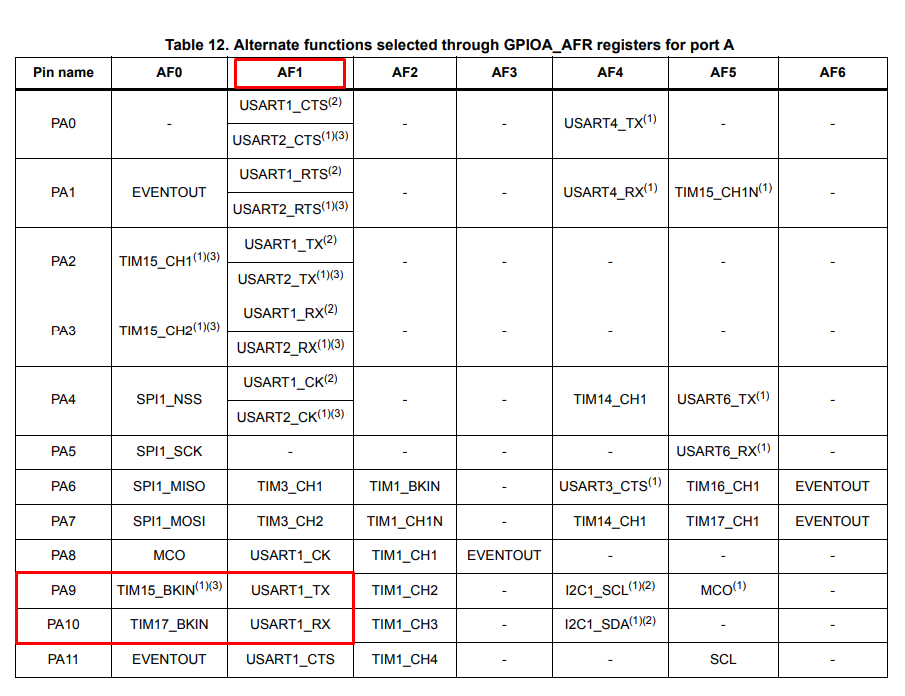 Table 12. Alternate functions selected through GPIOA_AFR registers for port A
Pin name AF0 AF1 AF2 AF3 AF4 AF5 AF6
PA0 - USART1_CTS(2) - - USART4_TX(1) - -
USART2_CTS(1)(3)
PA1 EVENTOUT USART1_RTS(2) - - USART4_RX(1) TIM15_CH1N(1) -
USART2_RTS(1)(3)
PA2 TIM15_CH1(1)(3) USART1_TX(2) - - - - -
USART2_TX(1)(3)
PA3 TIM15_CH2(1)(3) USART1_RX(2) - - - - -
USART2_RX(1)(3)
PA4 SPI1_NSS USART1_CK(2) - - TIM14_CH1 USART6_TX(1) -
USART2_CK(1)(3)
PA5 SPI1_SCK - - - - USART6_RX(1) -
PA6 SPI1_MISO TIM3_CH1 TIM1_BKIN - USART3_CTS(1) TIM16_CH1 EVENTOUT
PA7 SPI1_MOSI TIM3_CH2 TIM1_CH1N - TIM14_CH1 TIM17_CH1 EVENTOUT
PA8 MCO USART1_CK TIM1_CH1 EVENTOUT - - -
PA9 TIM15_BKIN(1)(3) USART1_TX TIM1_CH2 - I2C1_SCL(1)(2) MCO(1) -
PA10 TIM17_BKIN USART1_RX TIM1_CH3 - I2C1_SDA(1)(2) - -
PA11 EVENTOUT USART1_CTS TIM1_CH4 - - SCL -